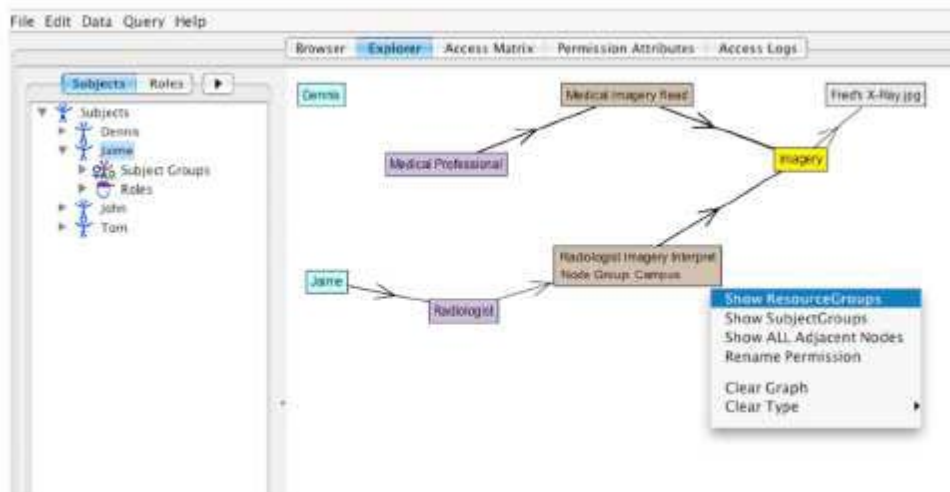 File Edit Data Query Help
Browser Explorer Access Matrix Permission Attributes Access Logs
Subjects Roles
Subjects
Dennis
Jaime
Subject Groups
Roles
John
Tom
Dennis
Medical Imagery Read
Fred's X-Ray.jpg
Medical Professional
Imagery
Radiologist Imagery Interpret
Node Group: Campus
Jaime
Radiologist
Show ResourceGroups
Show SubjectGroups
Show ALL Adjacent Nodes
Rename Permission
Clear Graph
Clear Type